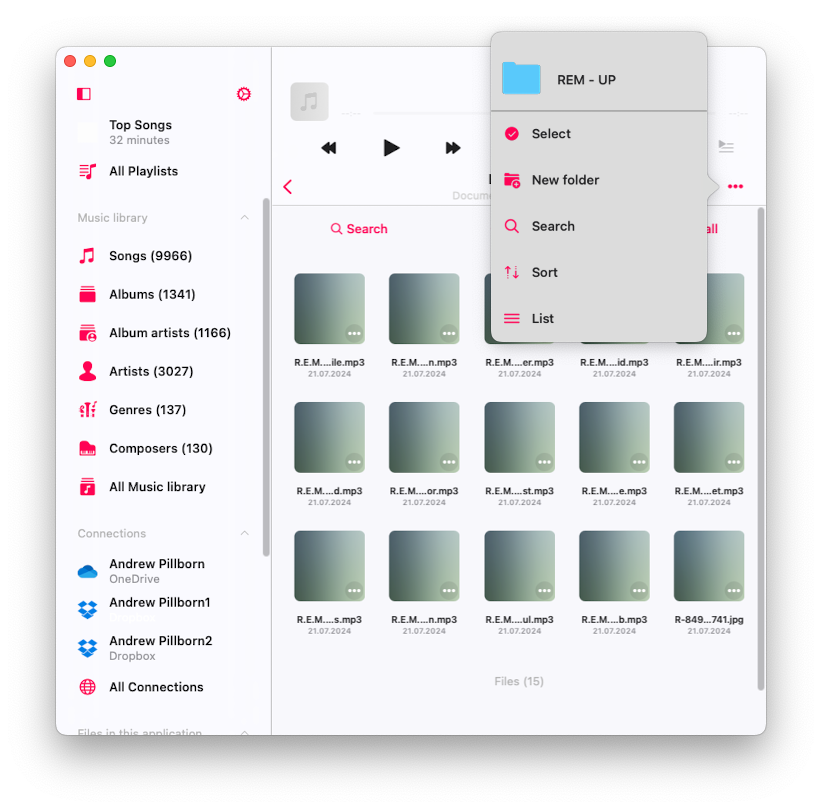 REM - UP
Top Songs
32 minutes
All Playlists
Music library
Songs (9966)
Albums (1341)
Album artists (1166)
Artists (3027)
Genres (137)
Composers (130)
All Music library
Connections
Andrew Pillborn
OneDrive
Andrew Pillborn1
Andrew Pillborn2
Dropbox
All Connections
Files in this application
Select
New folder
Search
Sort
List
Docume
Search
all
R.E.M....ile.mp3 R.E.M....n.mp3 R.E.M....er.mp3 R.E.M....id.mp3 R.E.M....ir.mp3
21.07.2024 21.07.2024 21.07.2024 21.07.2024 21.07.2024
R.E.M....d.mp3 R.E.M....or.mp3 R.E.M....st.mp3 R.E.M....e.mp3 R.E.M....et.mp3
21.07.2024 21.07.2024 21.07.2024 21.07.2024 21.07.2024
R.E.M....s.mp3 R.E.M....n.mp3 R.E.M....ul.mp3 R.E.M....b.mp3 R-849...741.jpg
21.07.2024 21.07.2024 21.07.2024 21.07.2024 21.07.2024
Files (15)